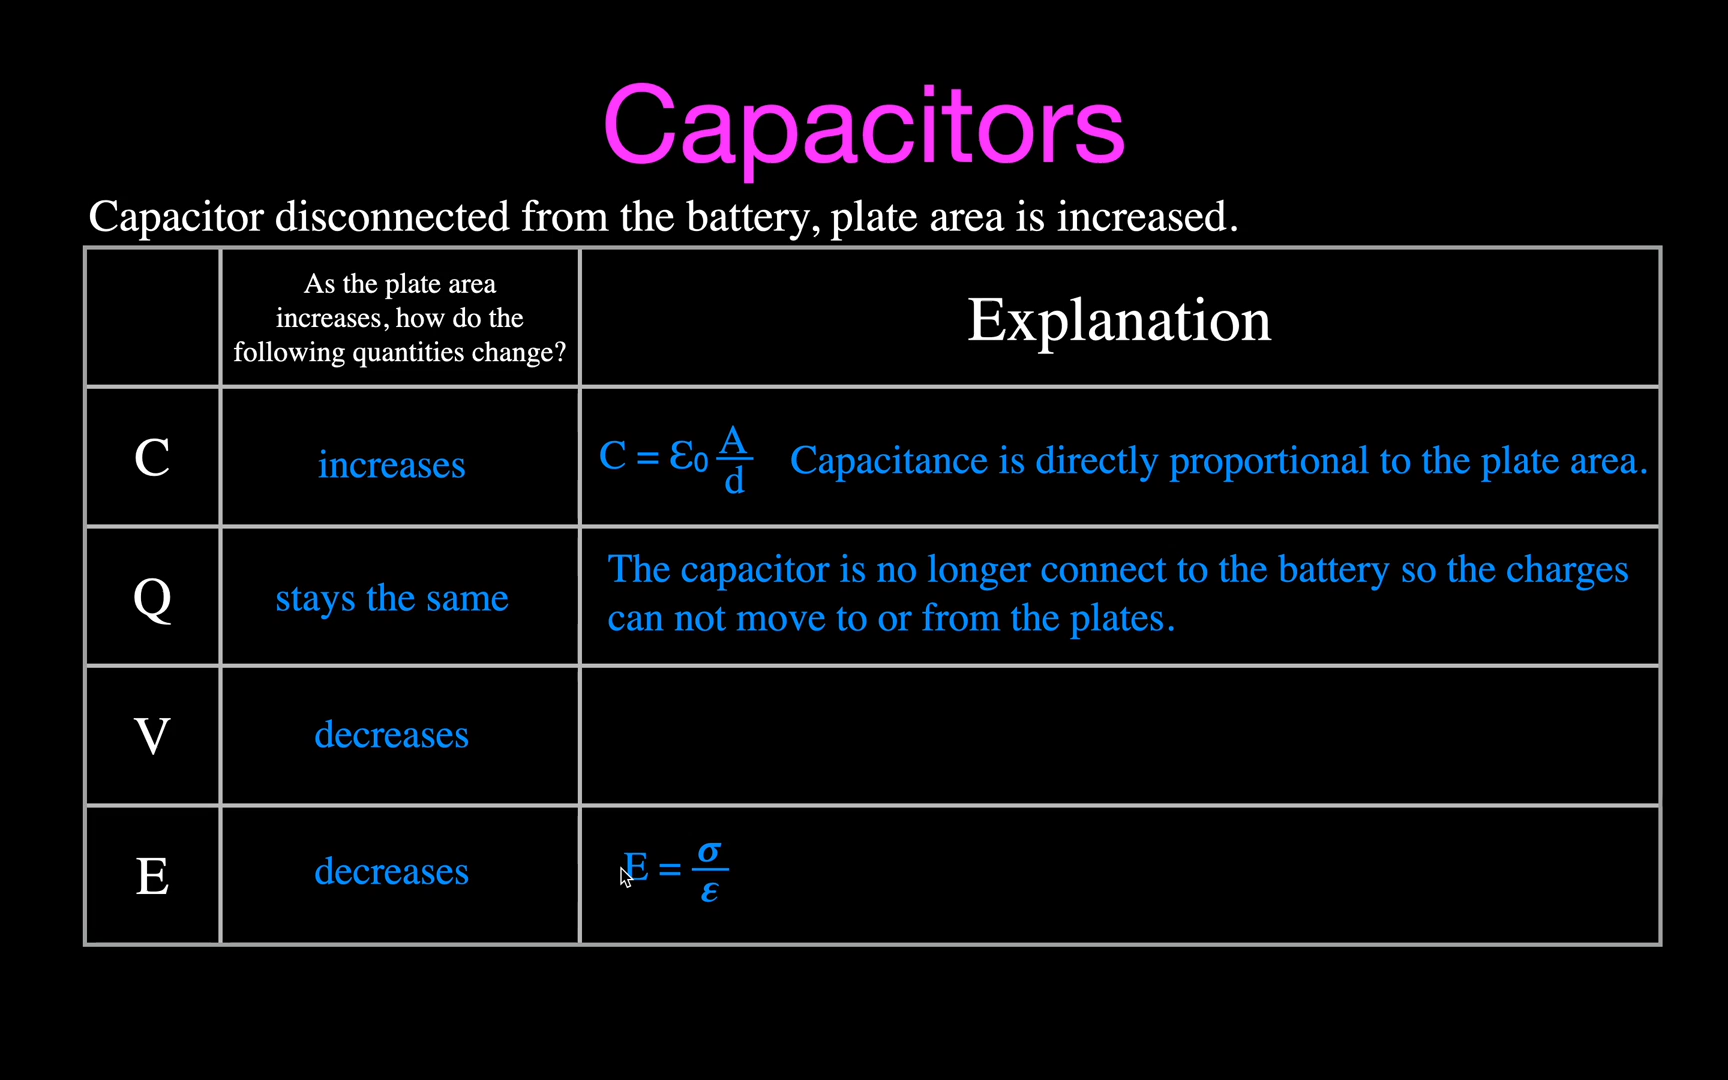 Capacitors
Capacitor disconnected from the battery, plate area is increased.
As the plate area
increases, how do the
following quantities change?
Explanation
C
increases
C = ε₀ A/d
Capacitance is directly proportional to the plate area.
Q
stays the same
The capacitor is no longer connect to the battery so the charges
can not move to or from the plates.
V
decreases
E
decreases
E = σ/ε